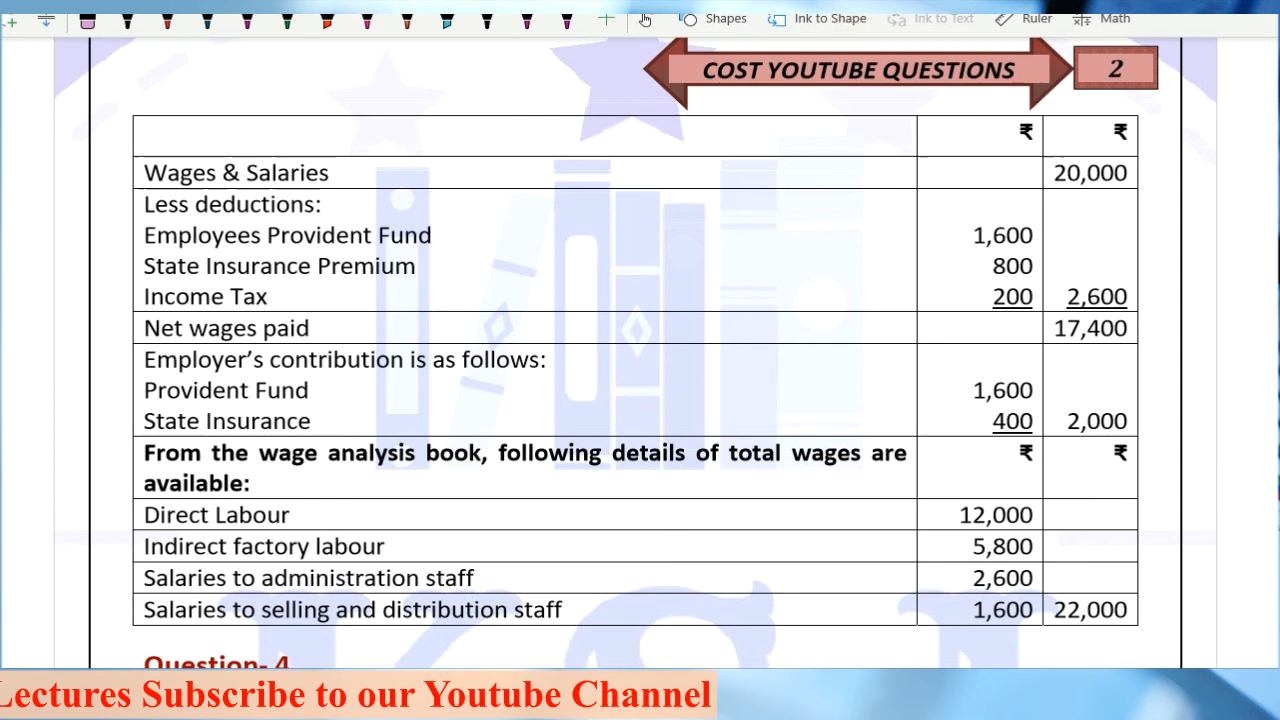 Shapes Ink to Shape Ink to Text Ruler Math
COST YOUTUBE QUESTIONS 2
₹ ₹
Wages & Salaries 20,000
Less deductions:
Employees Provident Fund 1,600
State Insurance Premium 800
Income Tax 200 2,600
Net wages paid 17,400
Employer’s contribution is as follows:
Provident Fund 1,600
State Insurance 400 2,000
From the wage analysis book, following details of total wages are ₹ ₹
available:
Direct Labour 12,000
Indirect factory labour 5,800
Salaries to administration staff 2,600
Salaries to selling and distribution staff 1,600 22,000
Question- 4
Lectures Subscribe to our Youtube Channel